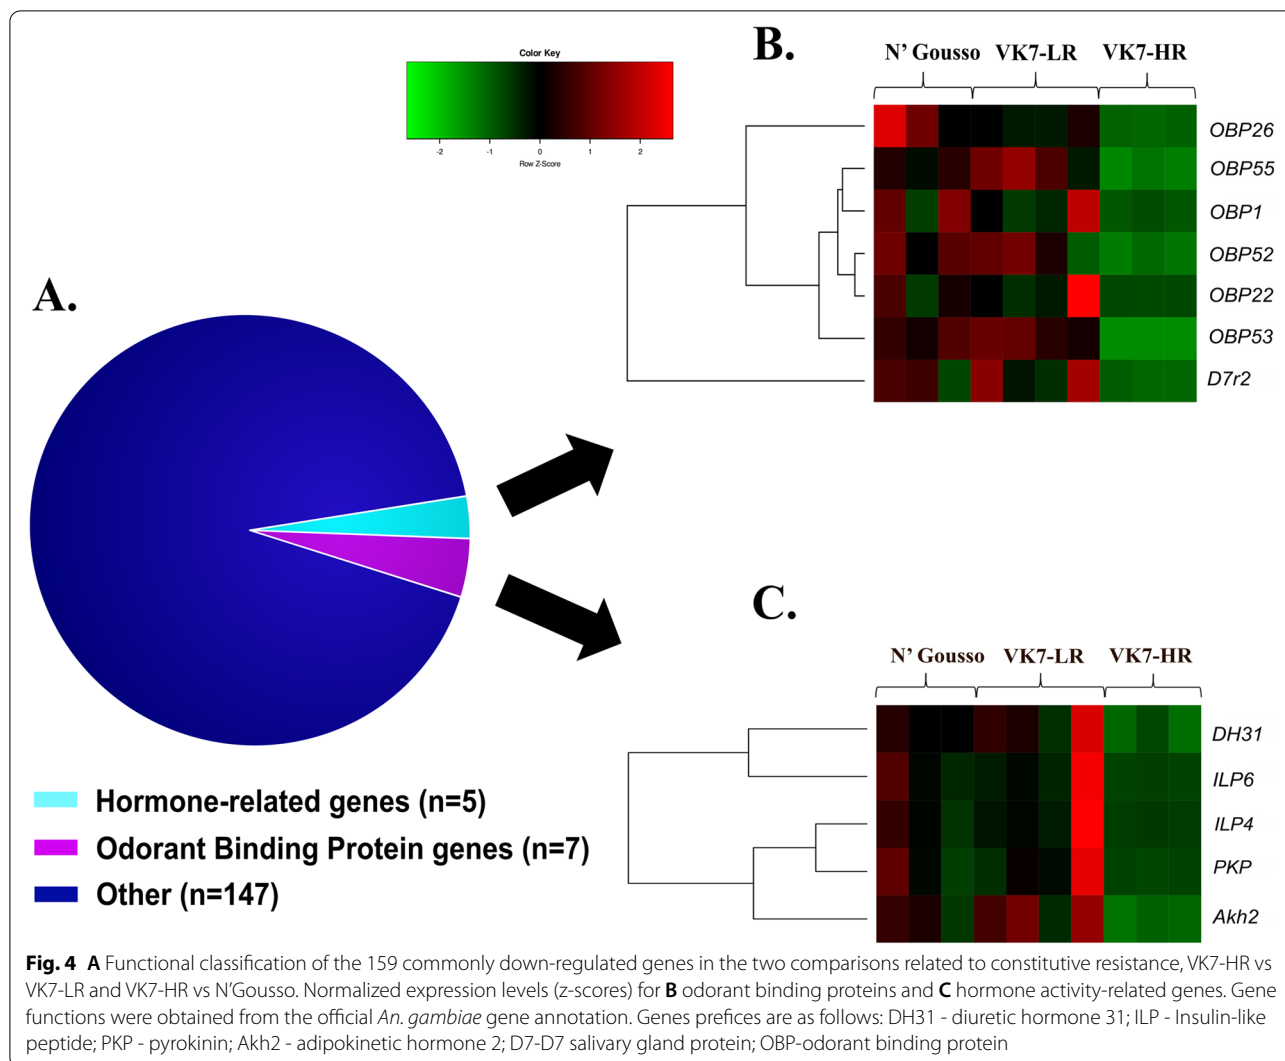 Color Key
-2 -1 0 1 2
Row Z-Score
B.
N' Gousso VK7-LR VK7-HR
OBP26
OBP55
OBP1
OBP52
OBP22
OBP53
D7r2
A.
Hormone-related genes (n=5)
Odorant Binding Protein genes (n=7)
Other (n=147)
C.
N' Gousso VK7-LR VK7-HR
DH31
ILP6
ILP4
PKP
Akh2
Fig. 4 A Functional classification of the 159 commonly down-regulated genes in the two comparisons related to constitutive resistance, VK7-HR vs
VK7-LR and VK7-HR vs N'Gousso. Normalized expression levels (z-scores) for B odorant binding proteins and C hormone activity-related genes. Gene
functions were obtained from the official An. gambiae gene annotation. Genes prefices are as follows: DH31 - diuretic hormone 31; ILP - Insulin-like
peptide; PKP - pyrokinin; Akh2 - adipokinetic hormone 2; D7-D7 salivary gland protein; OBP-odorant binding protein